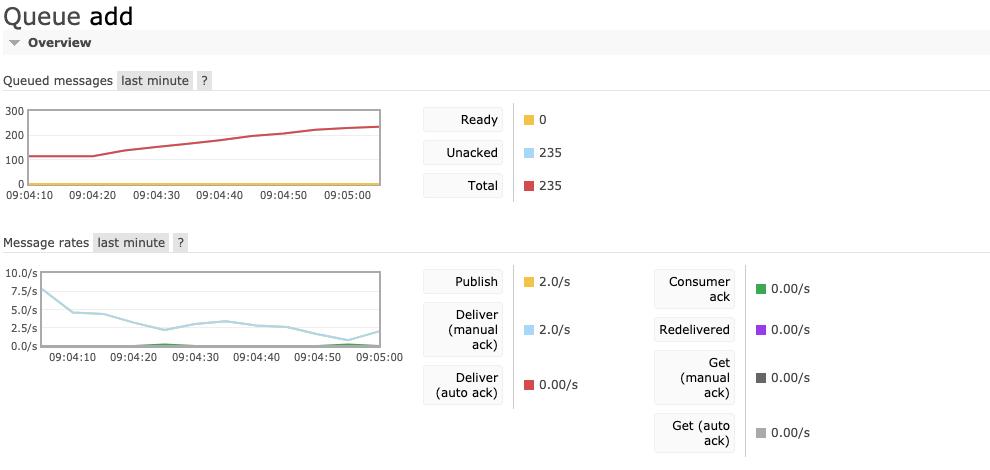 Queue add
Overview
Queued messages last minute ?
300
200
100
0
09:04:10 09:04:20 09:04:30 09:04:40 09:04:50 09:05:00
Ready 0
Unacked 235
Total 235
Message rates last minute ?
10.0/s
7.5/s
5.0/s
2.5/s
0.0/s
09:04:10 09:04:20 09:04:30 09:04:40 09:04:50 09:05:00
Publish 2.0/s
Deliver
(manual
ack)
2.0/s
Deliver
(auto ack)
0.00/s
Consumer
ack
0.00/s
Redelivered 0.00/s
Get
(manual
ack)
0.00/s
Get (auto
ack)
0.00/s